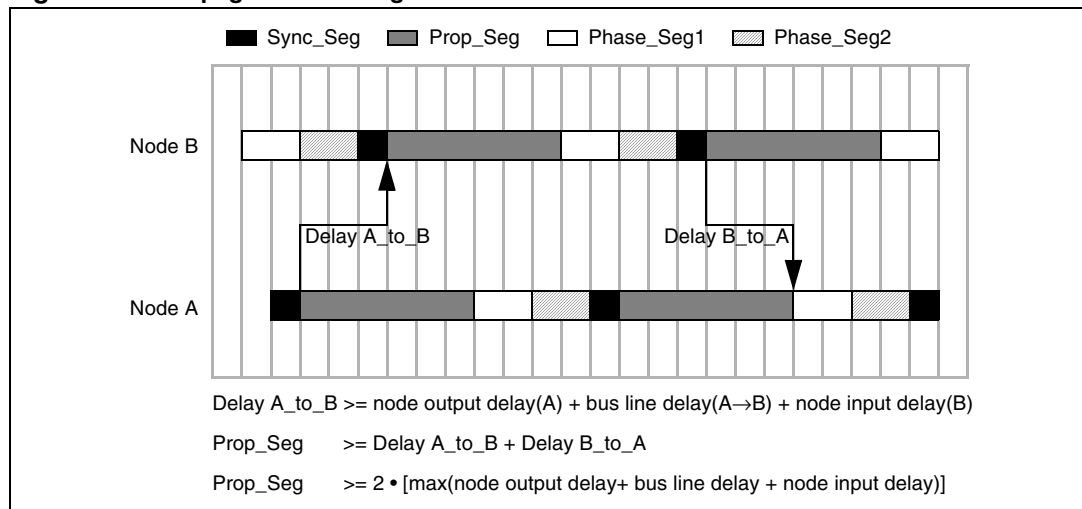 Sync_Seg Prop_Seg Phase_Seg1 Phase_Seg2
Node B
Delay A_to_B Delay B_to_A
Node A
Delay A_to_B >= node output delay(A) + bus line delay(A→B) + node input delay(B)
Prop_Seg >= Delay A_to_B + Delay B_to_A
Prop_Seg >= 2 • [max(node output delay+ bus line delay + node input delay)]